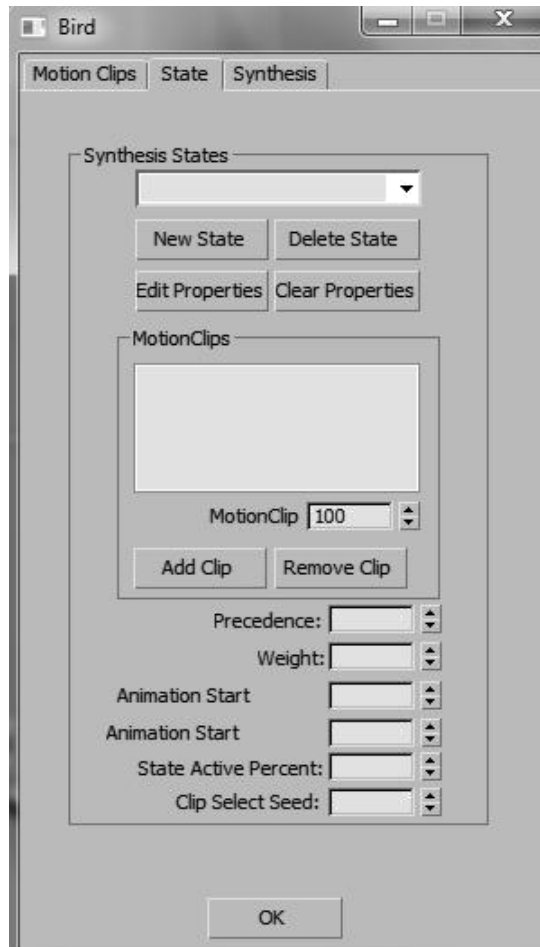 Bird
Motion Clips State Synthesis
Synthesis States
New State Delete State
Edit Properties Clear Properties
MotionClips
MotionClip 100
Add Clip Remove Clip
Precedence:
Weight:
Animation Start
Animation Start
State Active Percent:
Clip Select Seed:
OK